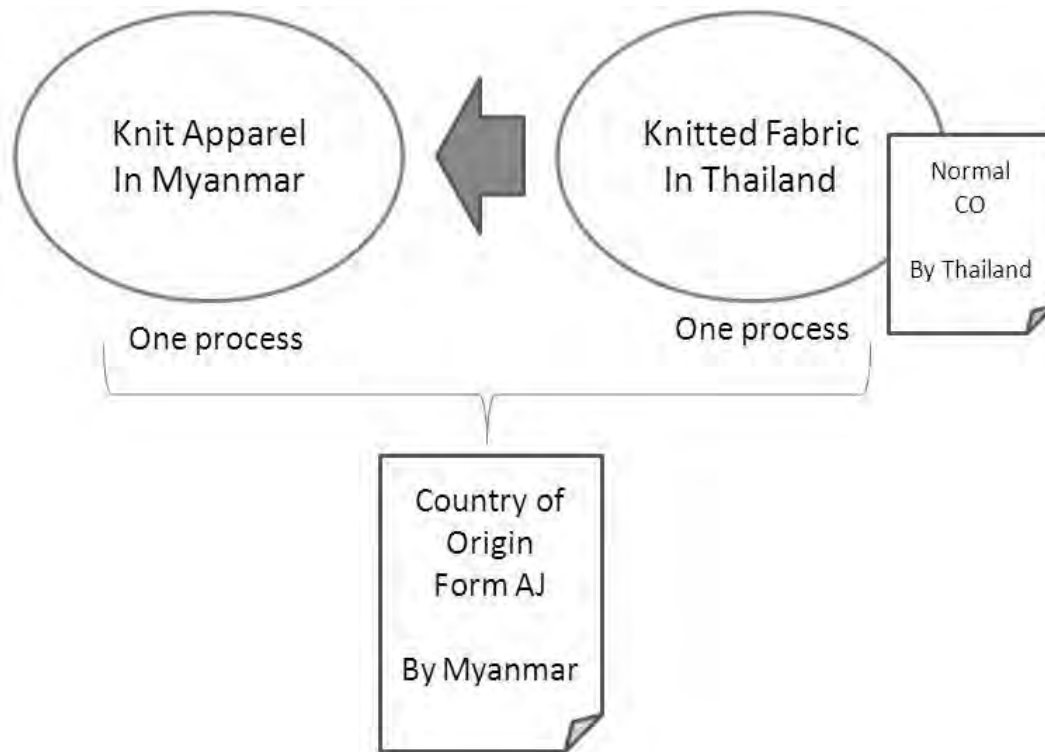 Knit Apparel
In Myanmar
Knitted Fabric
In Thailand
Normal
CO
By Thailand
One process
One process
Country of
Origin
Form AJ
By Myanmar